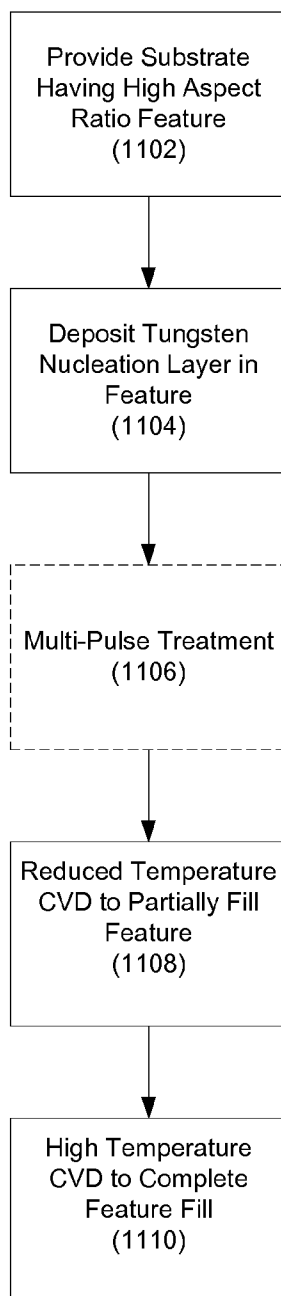 Provide Substrate
Having High Aspect
Ratio Feature
(1102)
Deposit Tungsten
Nucleation Layer in
Feature
(1104)
Multi-Pulse Treatment
(1106)
Reduced Temperature
CVD to Partially Fill
Feature
(1108)
High Temperature
CVD to Complete
Feature Fill
(1110)